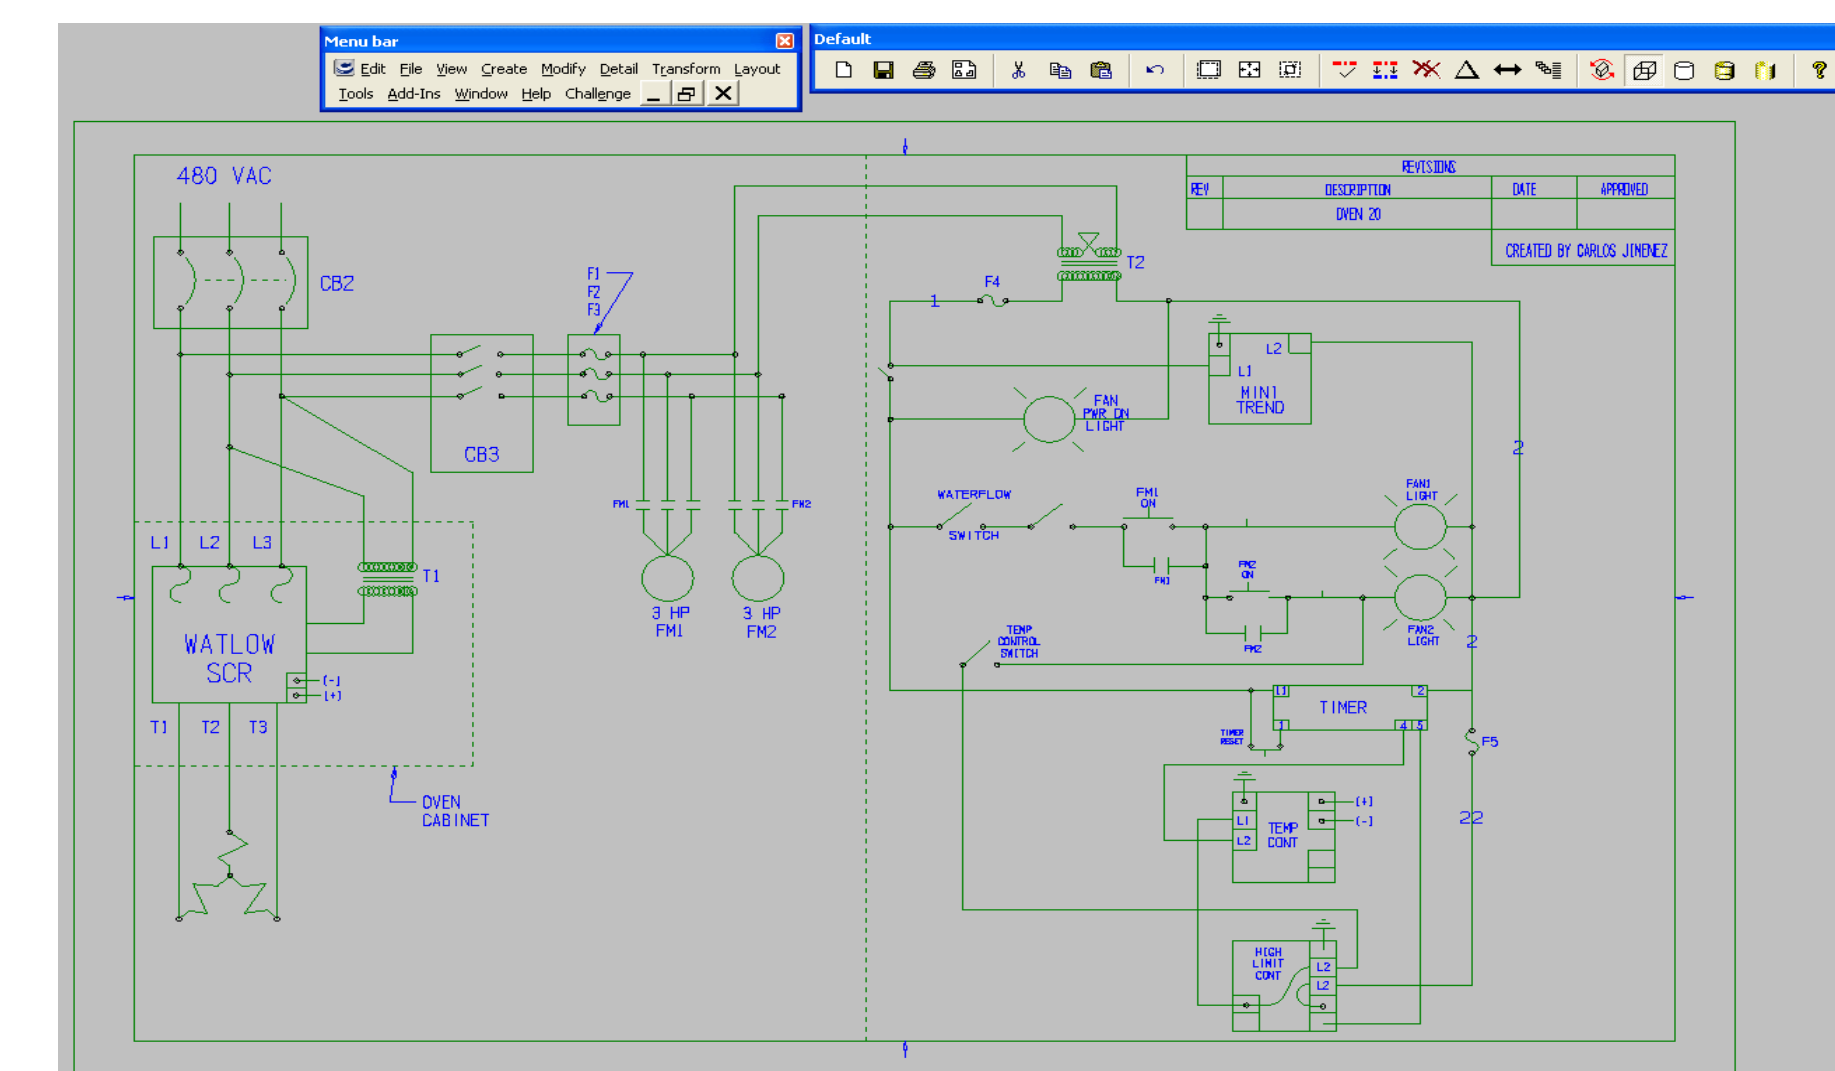 Menu bar
Edit File View Create Modify Detail Transform Layout
Tools Add-Ins Window Help Challenge
Default
480 VAC
CB2
F1
F2
F3
CB3
FM1
FM2
3 HP
FM1
3 HP
FM2
L1 L2 L3
T1
WATLOW
SCR
(-)
(+)
T1 T2 T3
OVEN
CABINET
REVISIONS
REV DESCRIPTION DATE APPROVED
OVEN 20
CREATED BY CARLOS JIMENEZ
T2
F4
1
L2
L1
MINI
TREND
FAN
PWR ON
LIGHT
2
WATERFLOW
SWITCH
FM1
ON
FM1
FAN1
LIGHT
FM2
ON
FM2
FAN2
LIGHT
2
TEMP
CONTROL
SWITCH
L1 2
TIMER
1 4 5
TIMER
RESET
F5
22
L1
L2
TEMP
CONT
(+)
(-)
HIGH
LIMIT
CONT
L2
L2